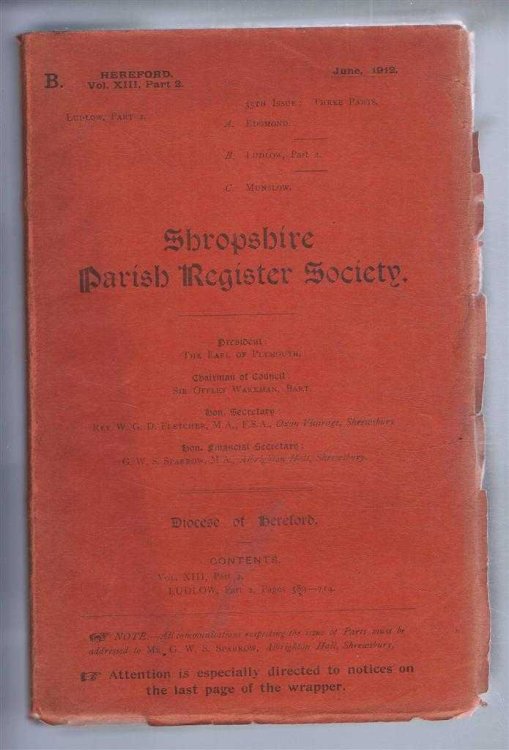 B.
HEREFORD.
Vol. XIII, Part 2.
June, 1912.
LUDLOW, PART 2.
35TH ISSUE: THREE PARTS.
A. EDGMOND.
B. LUDLOW, Part 2.
C. MUNSLOW.
Shropshire
Parish Register Society.
President:
THE EARL OF PLYMOUTH.
Chairman of Council:
SIR OFFLEY WAKEMAN, BART.
Hon. Secretary
REV. W. G. D. FLETCHER, M.A., F.S.A., Oxon Vicarage, Shrewsbury
Hon. Financial Secretary:
G. W. S. SPARROW, M.A., Albrighton Hall, Shrewsbury.
Diocese of Hereford.
CONTENTS.
Vol. XIII, Part 2.
LUDLOW, Part 2, Pages
NOTE.—All communications respecting the issue of Parts must be
addressed to MR. G. W. S. SPARROW, Albrighton Hall, Shrewsbury.
Attention is especially directed to notices on
the last page of the wrapper.